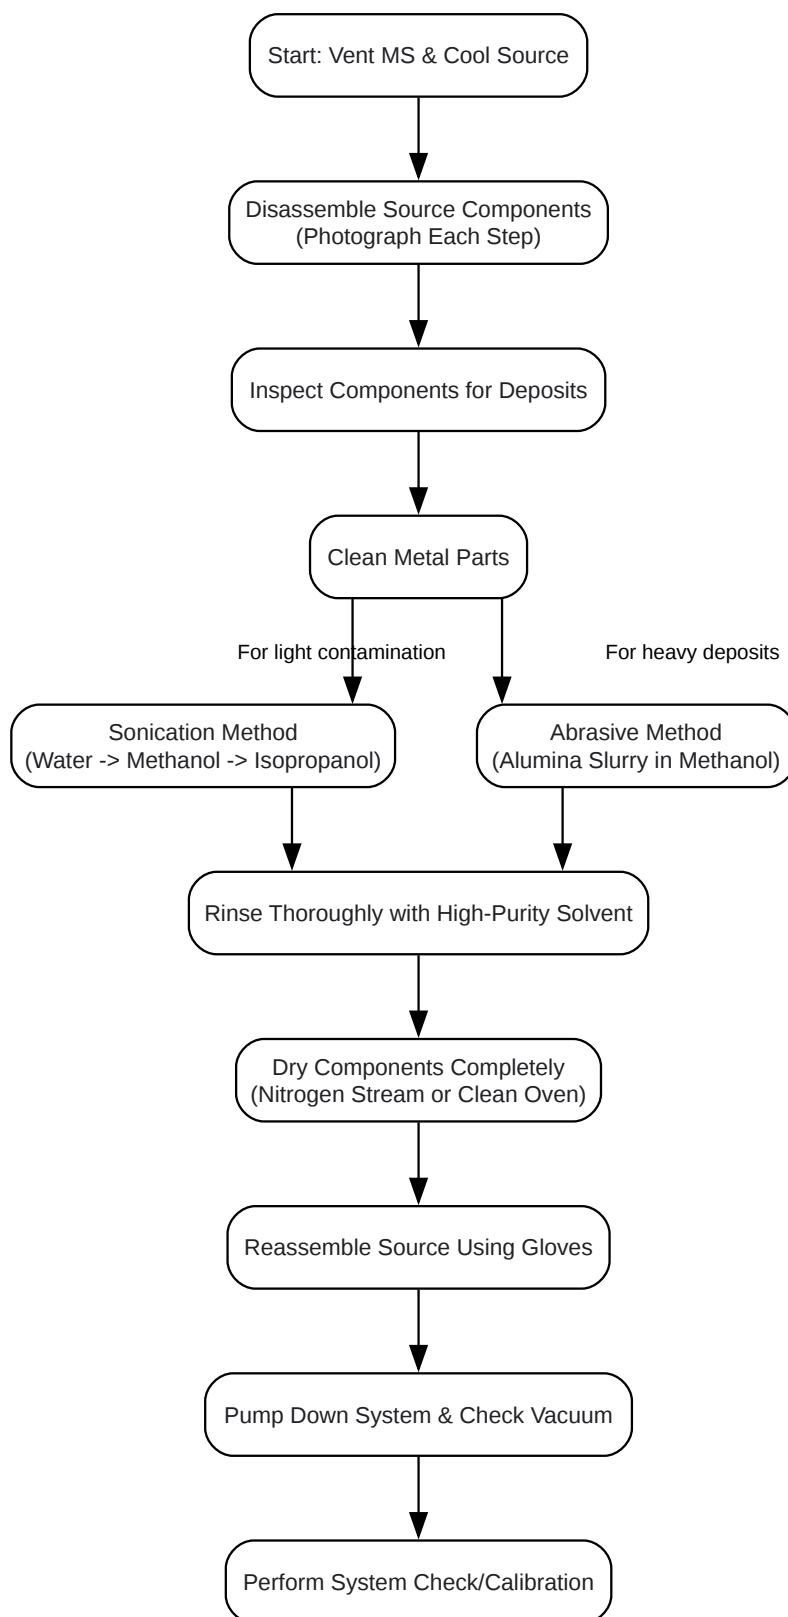 Start: Vent MS & Cool Source
Disassemble Source Components
(Photograph Each Step)
Inspect Components for Deposits
Clean Metal Parts
For light contamination
For heavy deposits
Sonication Method
(Water -> Methanol -> Isopropanol)
Abrasive Method
(Alumina Slurry in Methanol)
Rinse Thoroughly with High-Purity Solvent
Dry Components Completely
(Nitrogen Stream or Clean Oven)
Reassemble Source Using Gloves
Pump Down System & Check Vacuum
Perform System Check/Calibration